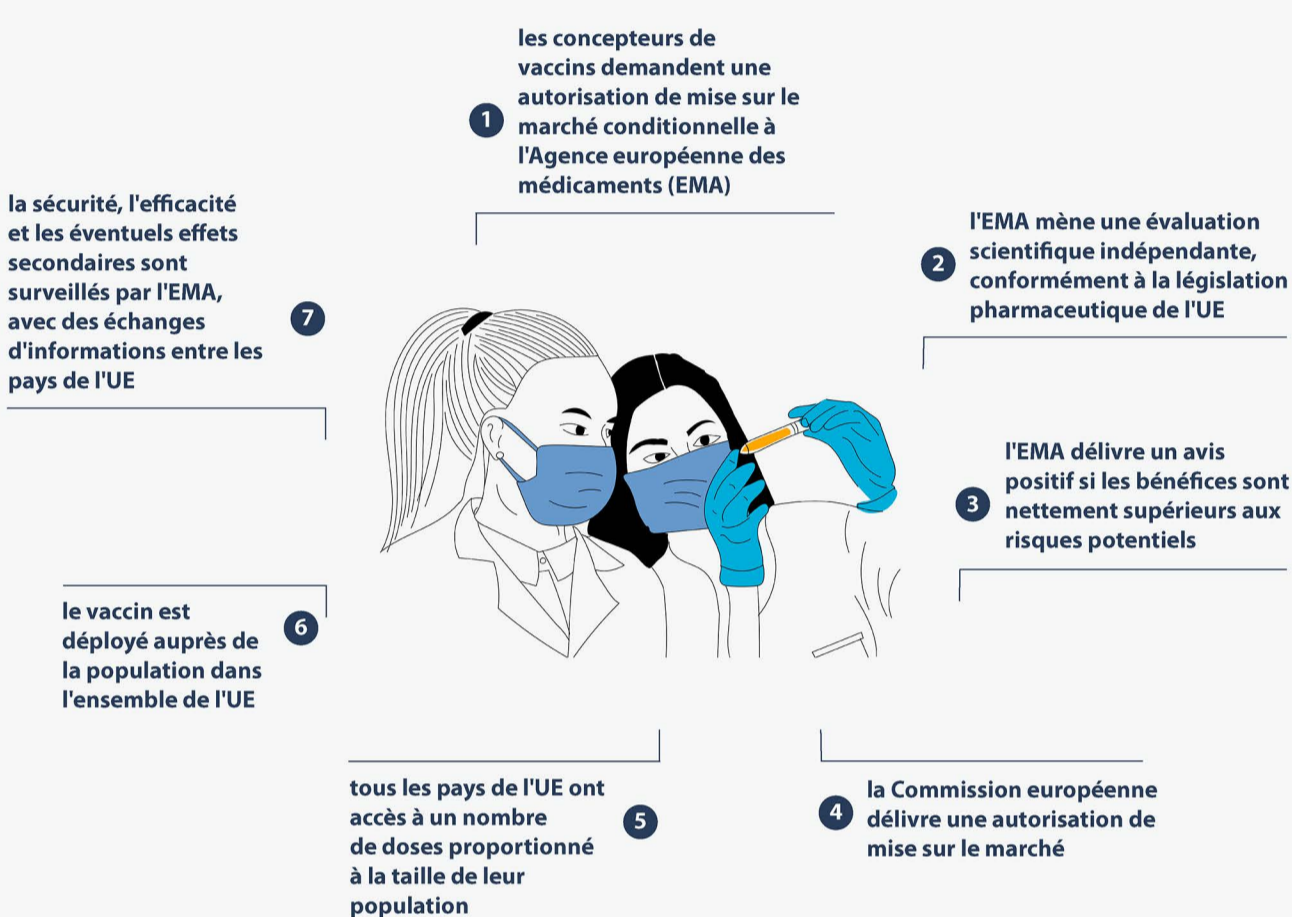 1
les concepteurs de
vaccins demandent une
autorisation de mise sur le
marché conditionnelle à
l'Agence européenne des
médicaments (EMA)
2
l'EMA mène une évaluation
scientifique indépendante,
conformément à la législation
pharmaceutique de l'UE
3
l'EMA délivre un avis
positif si les bénéfices sont
nettement supérieurs aux
risques potentiels
4
la Commission européenne
délivre une autorisation de
mise sur le marché
5
tous les pays de l'UE ont
accès à un nombre
de doses proportionné
à la taille de leur
population
6
le vaccin est
déployé auprès de
la population dans
l'ensemble de l'UE
7
la sécurité, l'efficacité
et les éventuels effets
secondaires sont
surveillés par l'EMA,
avec des échanges
d'informations entre les
pays de l'UE